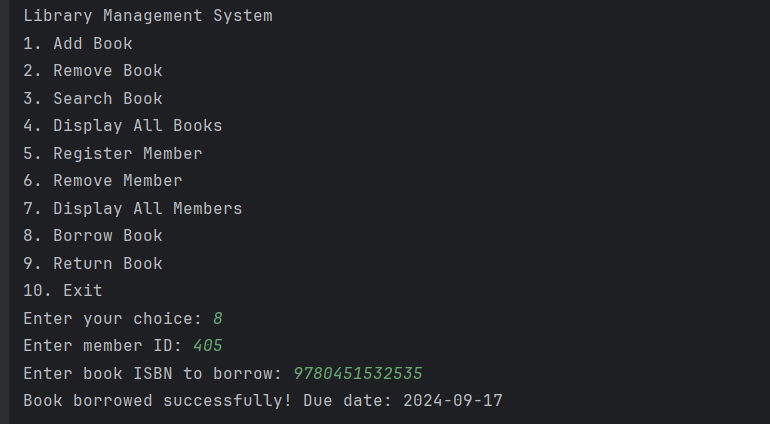 Library Management System
1. Add Book
2. Remove Book
3. Search Book
4. Display All Books
5. Register Member
6. Remove Member
7. Display All Members
8. Borrow Book
9. Return Book
10. Exit
Enter your choice: 8
Enter member ID: 405
Enter book ISBN to borrow: 9780451532535
Book borrowed successfully! Due date: 2024-09-17